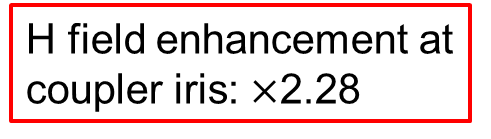 H field enhancement at
coupler iris: ×2.28